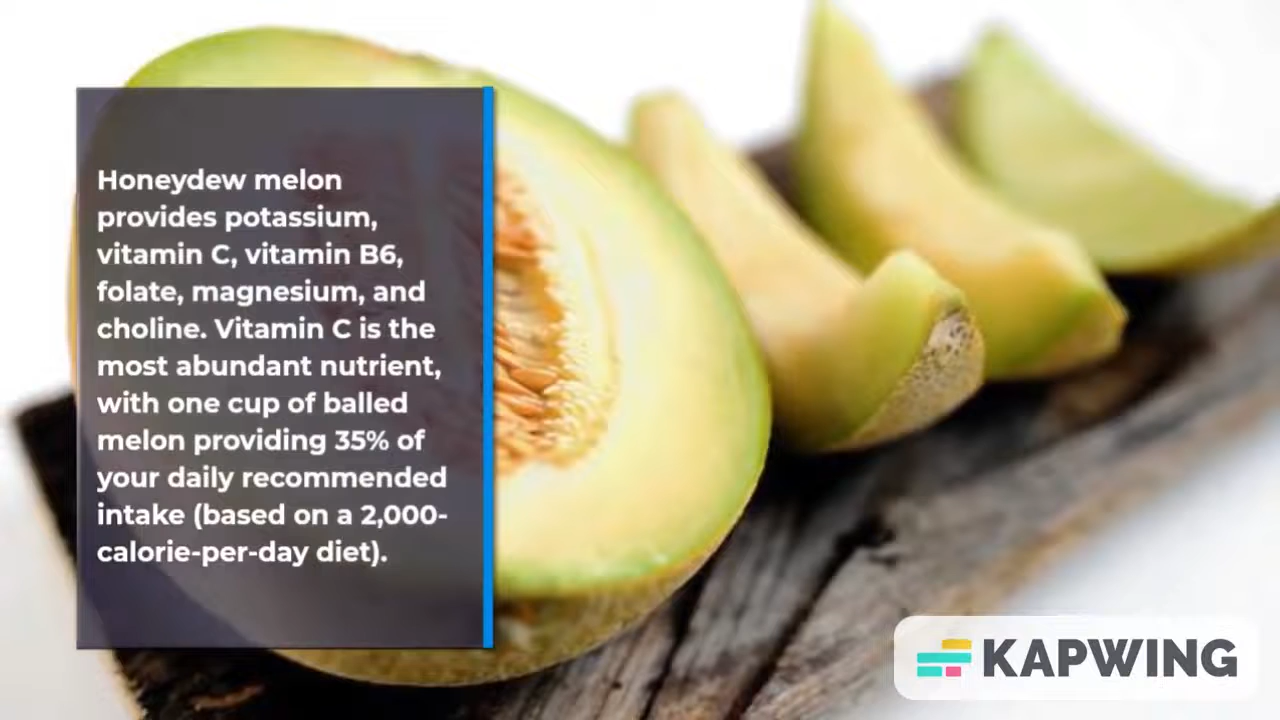 Honeydew melon
provides potassium,
vitamin C, vitamin B6,
folate, magnesium, and
choline. Vitamin C is the
most abundant nutrient,
with one cup of balled
melon providing 35% of
your daily recommended
intake (based on a 2,000-
calorie-per-day diet).
KAPWING